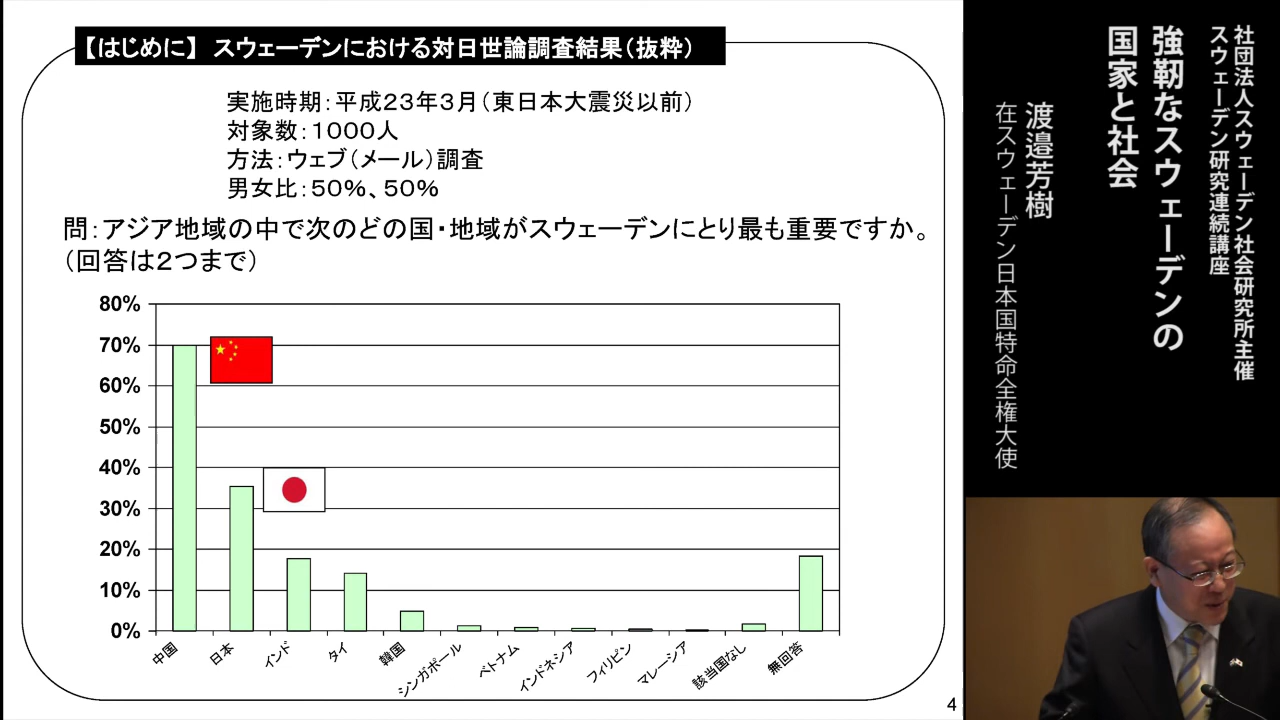 【はじめに】 スウェーデンにおける対日世論調査結果(抜粋)
実施時期:平成23年3月(東日本大震災以前)
対象数:1000人
方法:ウェブ(メール)調査
男女比:50%、50%
問:アジア地域の中で次のどの国・地域がスウェーデンにとり最も重要ですか。
(回答は2つまで)
80%
70%
60%
50%
40%
30%
20%
10%
0%
中国
日本
インド
タイ
韓国
シンガポール
ベトナム
インドネシア
フィリピン
マレーシア
該当国なし
無回答
4
社団法人スウェーデン社会研究所主催
スウェーデン研究連続講座
強靭なスウェーデンの
国家と社会
渡邉芳樹
在スウェーデン日本国特命全権大使